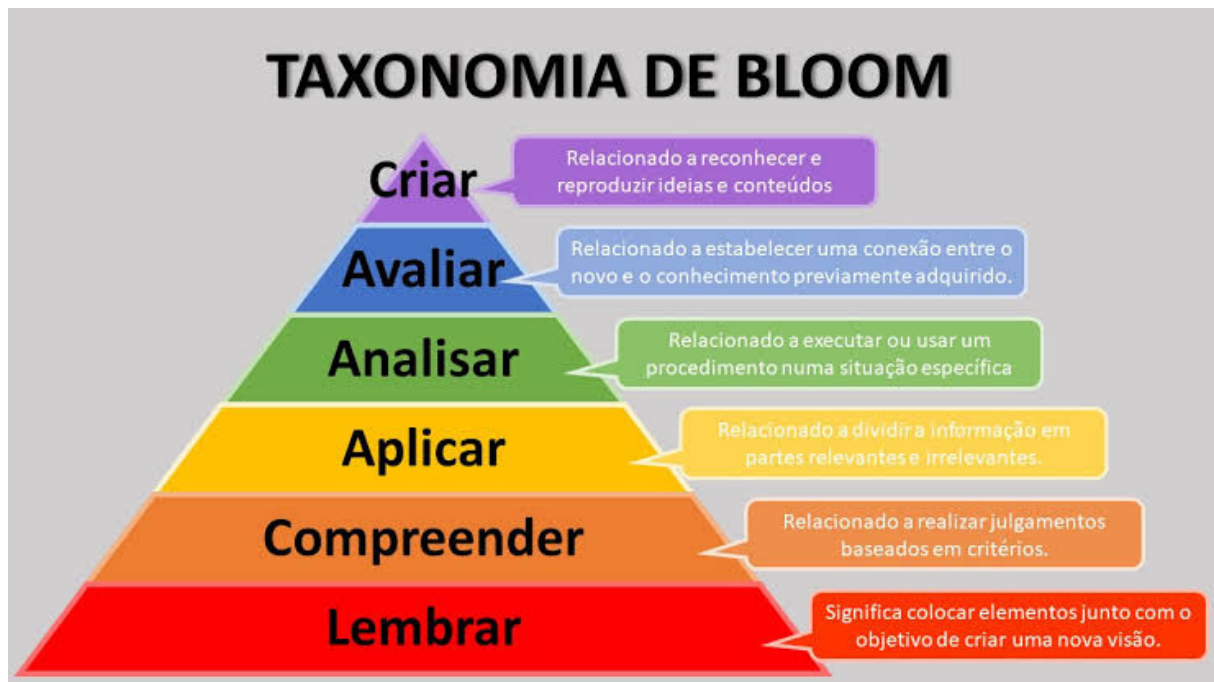 TAXONOMIA DE BLOOM
Criar
Relacionado a reconhecer e
reproduzir ideias e conteúdos
Avaliar
Relacionado a estabelecer uma conexão entre o
novo e o conhecimento previamente adquirido.
Analisar
Relacionado a executar ou usar um
procedimento numa situação específica
Aplicar
Relacionado a dividir a informação em
partes relevantes e irrelevantes.
Compreender
Relacionado a realizar julgamentos
baseados em critérios.
Lembrar
Significa colocar elementos junto com o
objetivo de criar uma nova visão.